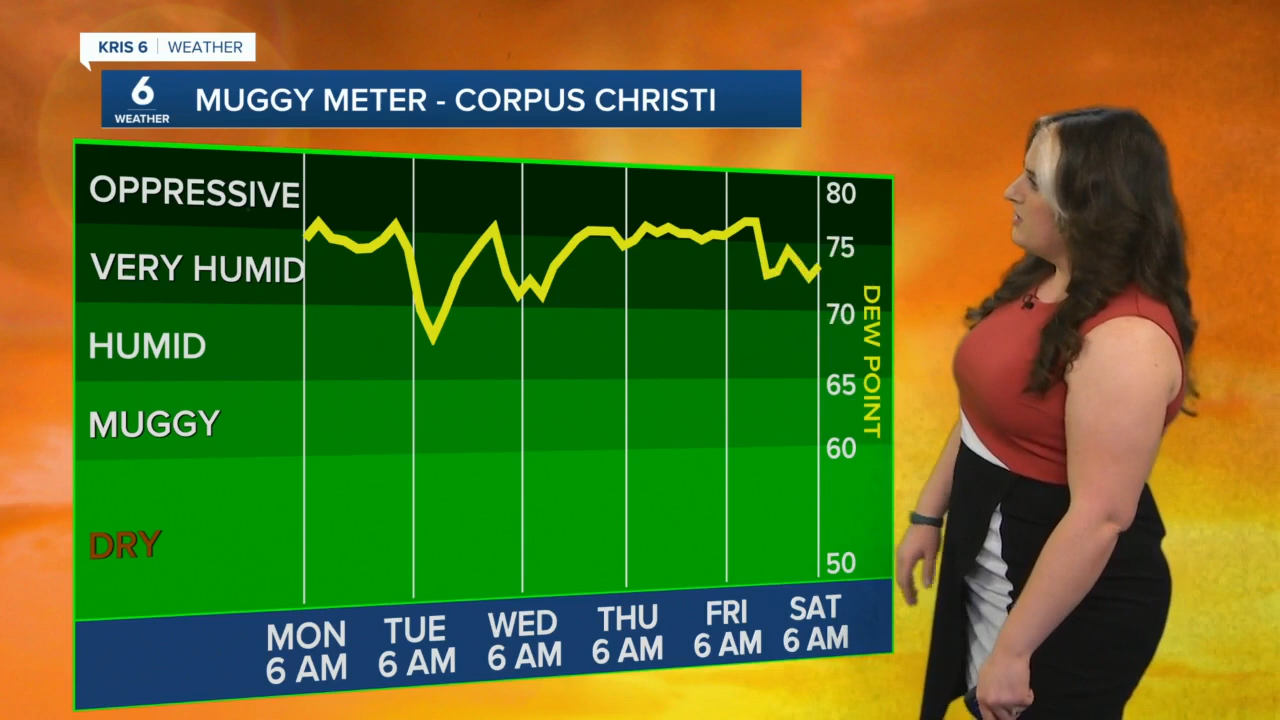 KRIS 6 | WEATHER
6
WEATHER
MUGGY METER - CORPUS CHRISTI
OPPRESSIVE
VERY HUMID
HUMID
MUGGY
DRY
80
75
70
65
60
50
DEW POINT
MON
6 AM
TUE
6 AM
WED
6 AM
THU
6 AM
FRI
6 AM
SAT
6 AM